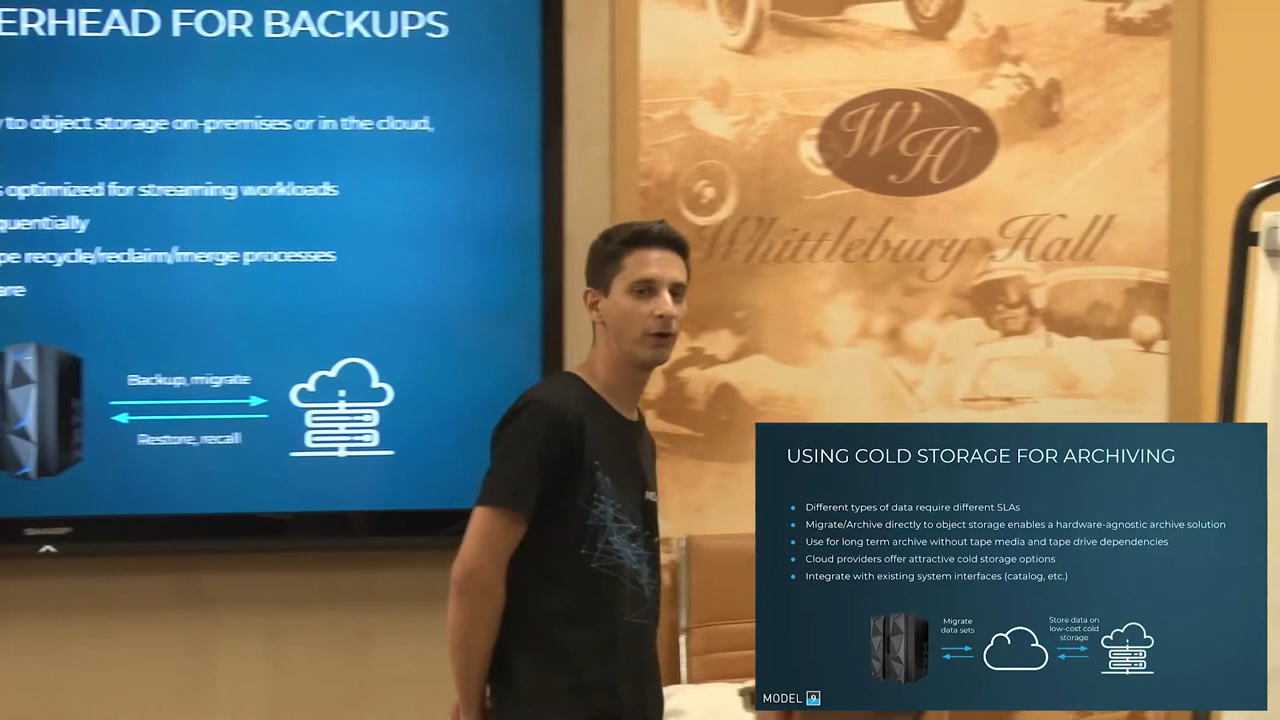 ERHEAD FOR BACKUPS
to object storage on-premises or in the cloud,
optimized for streaming workloads
recycle/reclaim/merge processes
Backup, migrate
Restore, recall
SHARP
WH
Whittlebury Hall
USING COLD STORAGE FOR ARCHIVING
Different types of data require different SLAs
Migrate/Archive directly to object storage enables a hardware-agnostic archive solution
Use for long term archive without tape media and tape drive dependencies
Cloud providers offer attractive cold storage options
Integrate with existing system interfaces (catalog, etc.)
Migrate
data sets
Store data on
low-cost cold
storage
MODEL 9